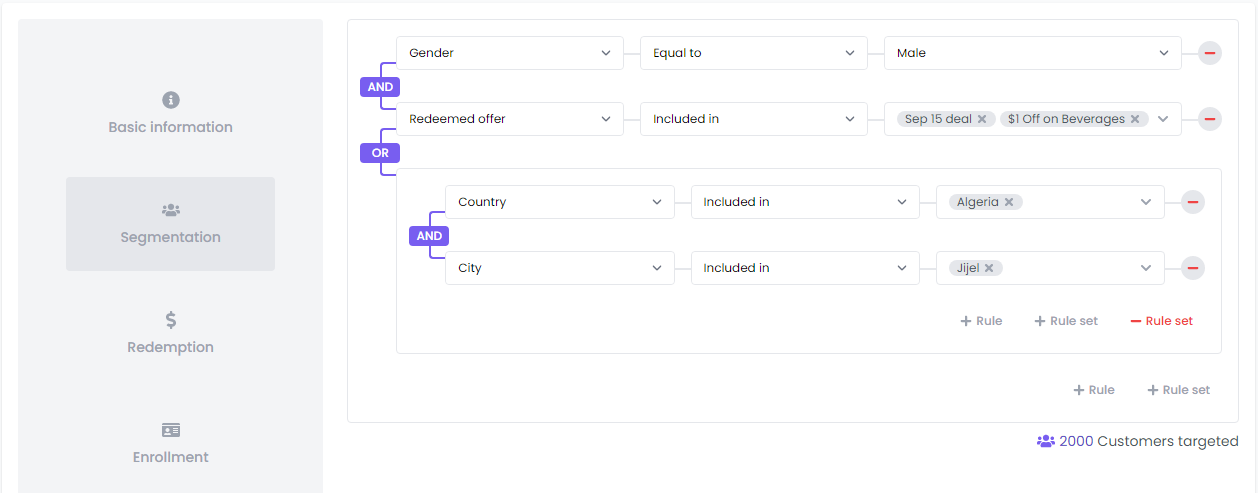 Basic information
Segmentation
Redemption
Enrollment
Gender Equal to Male
AND
Redeemed offer Included in Sep 15 deal $1 Off on Beverages
OR
Country Included in Algeria
AND
City Included in Jijel
Rule Rule set Rule set
Rule Rule set
2000 Customers targeted